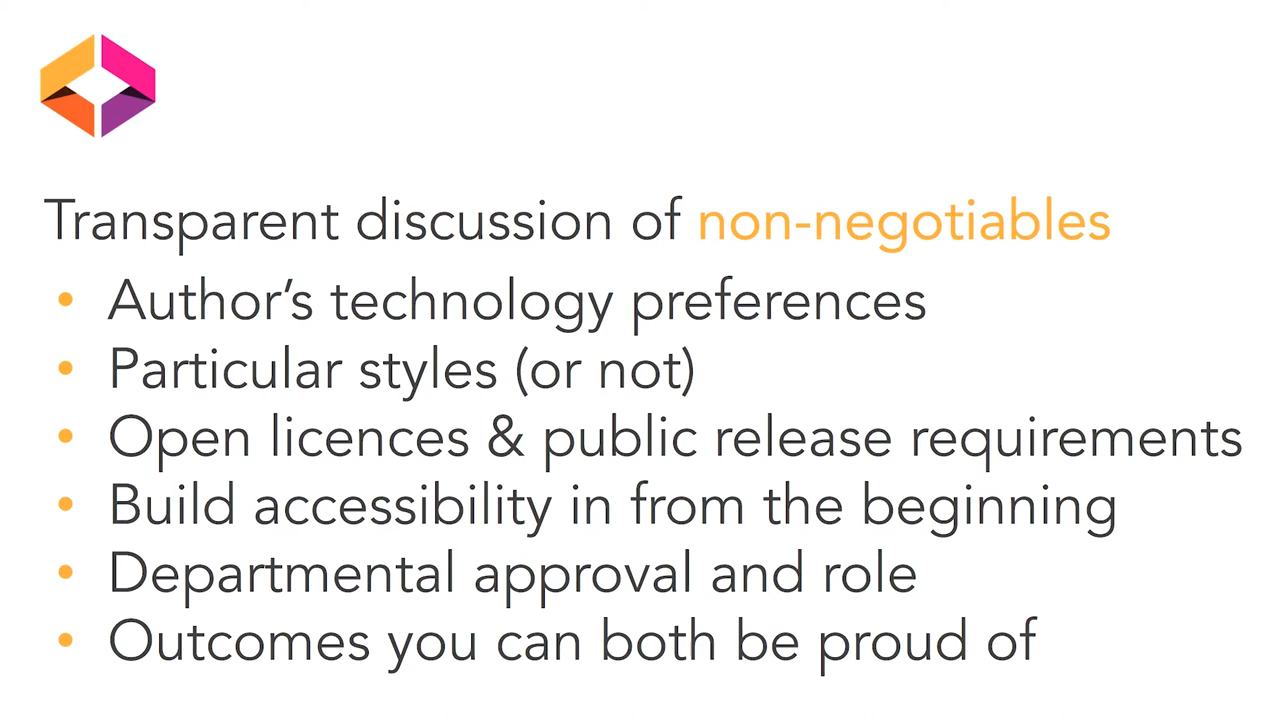 Transparent discussion of non-negotiables
• Author’s technology preferences
• Particular styles (or not)
• Open licences & public release requirements
• Build accessibility in from the beginning
• Departmental approval and role
• Outcomes you can both be proud of